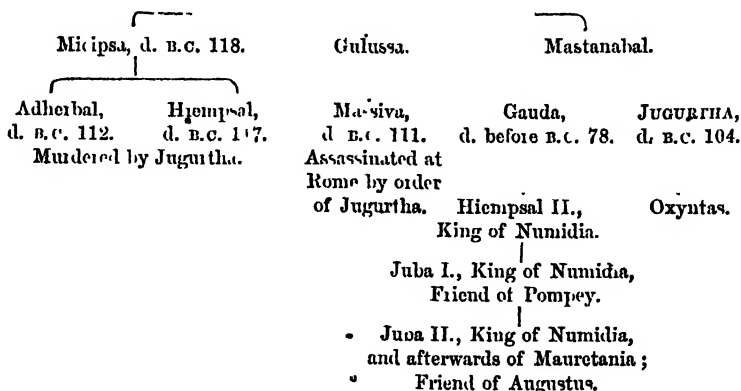 Micipsa, d. B.C. 118. Gulussa. Mastanabal.
Adherbal, Hiempsal, Massiva, Gauda, JUGURTHA,
d. B.C. 112. d. B.C. 117. d B.C. 111. d. before B.C. 78. d. B.C. 104.
Murdered by Jugurtha. Assassinated at
Rome by order
of Jugurtha. Hiempsal II., Oxyntas.
King of Numidia.
Juba I., King of Numidia,
Friend of Pompey.
Juba II., King of Numidia,
and afterwards of Mauretania;
Friend of Augustus.